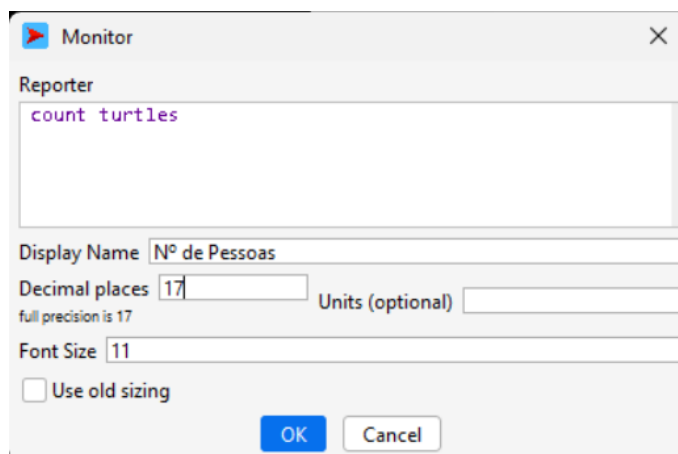 Monitor
Reporter
count turtles
Display Name Nº de Pessoas
Decimal places 17
full precision is 17
Units (optional)
Font Size 11
Use old sizing
OK Cancel